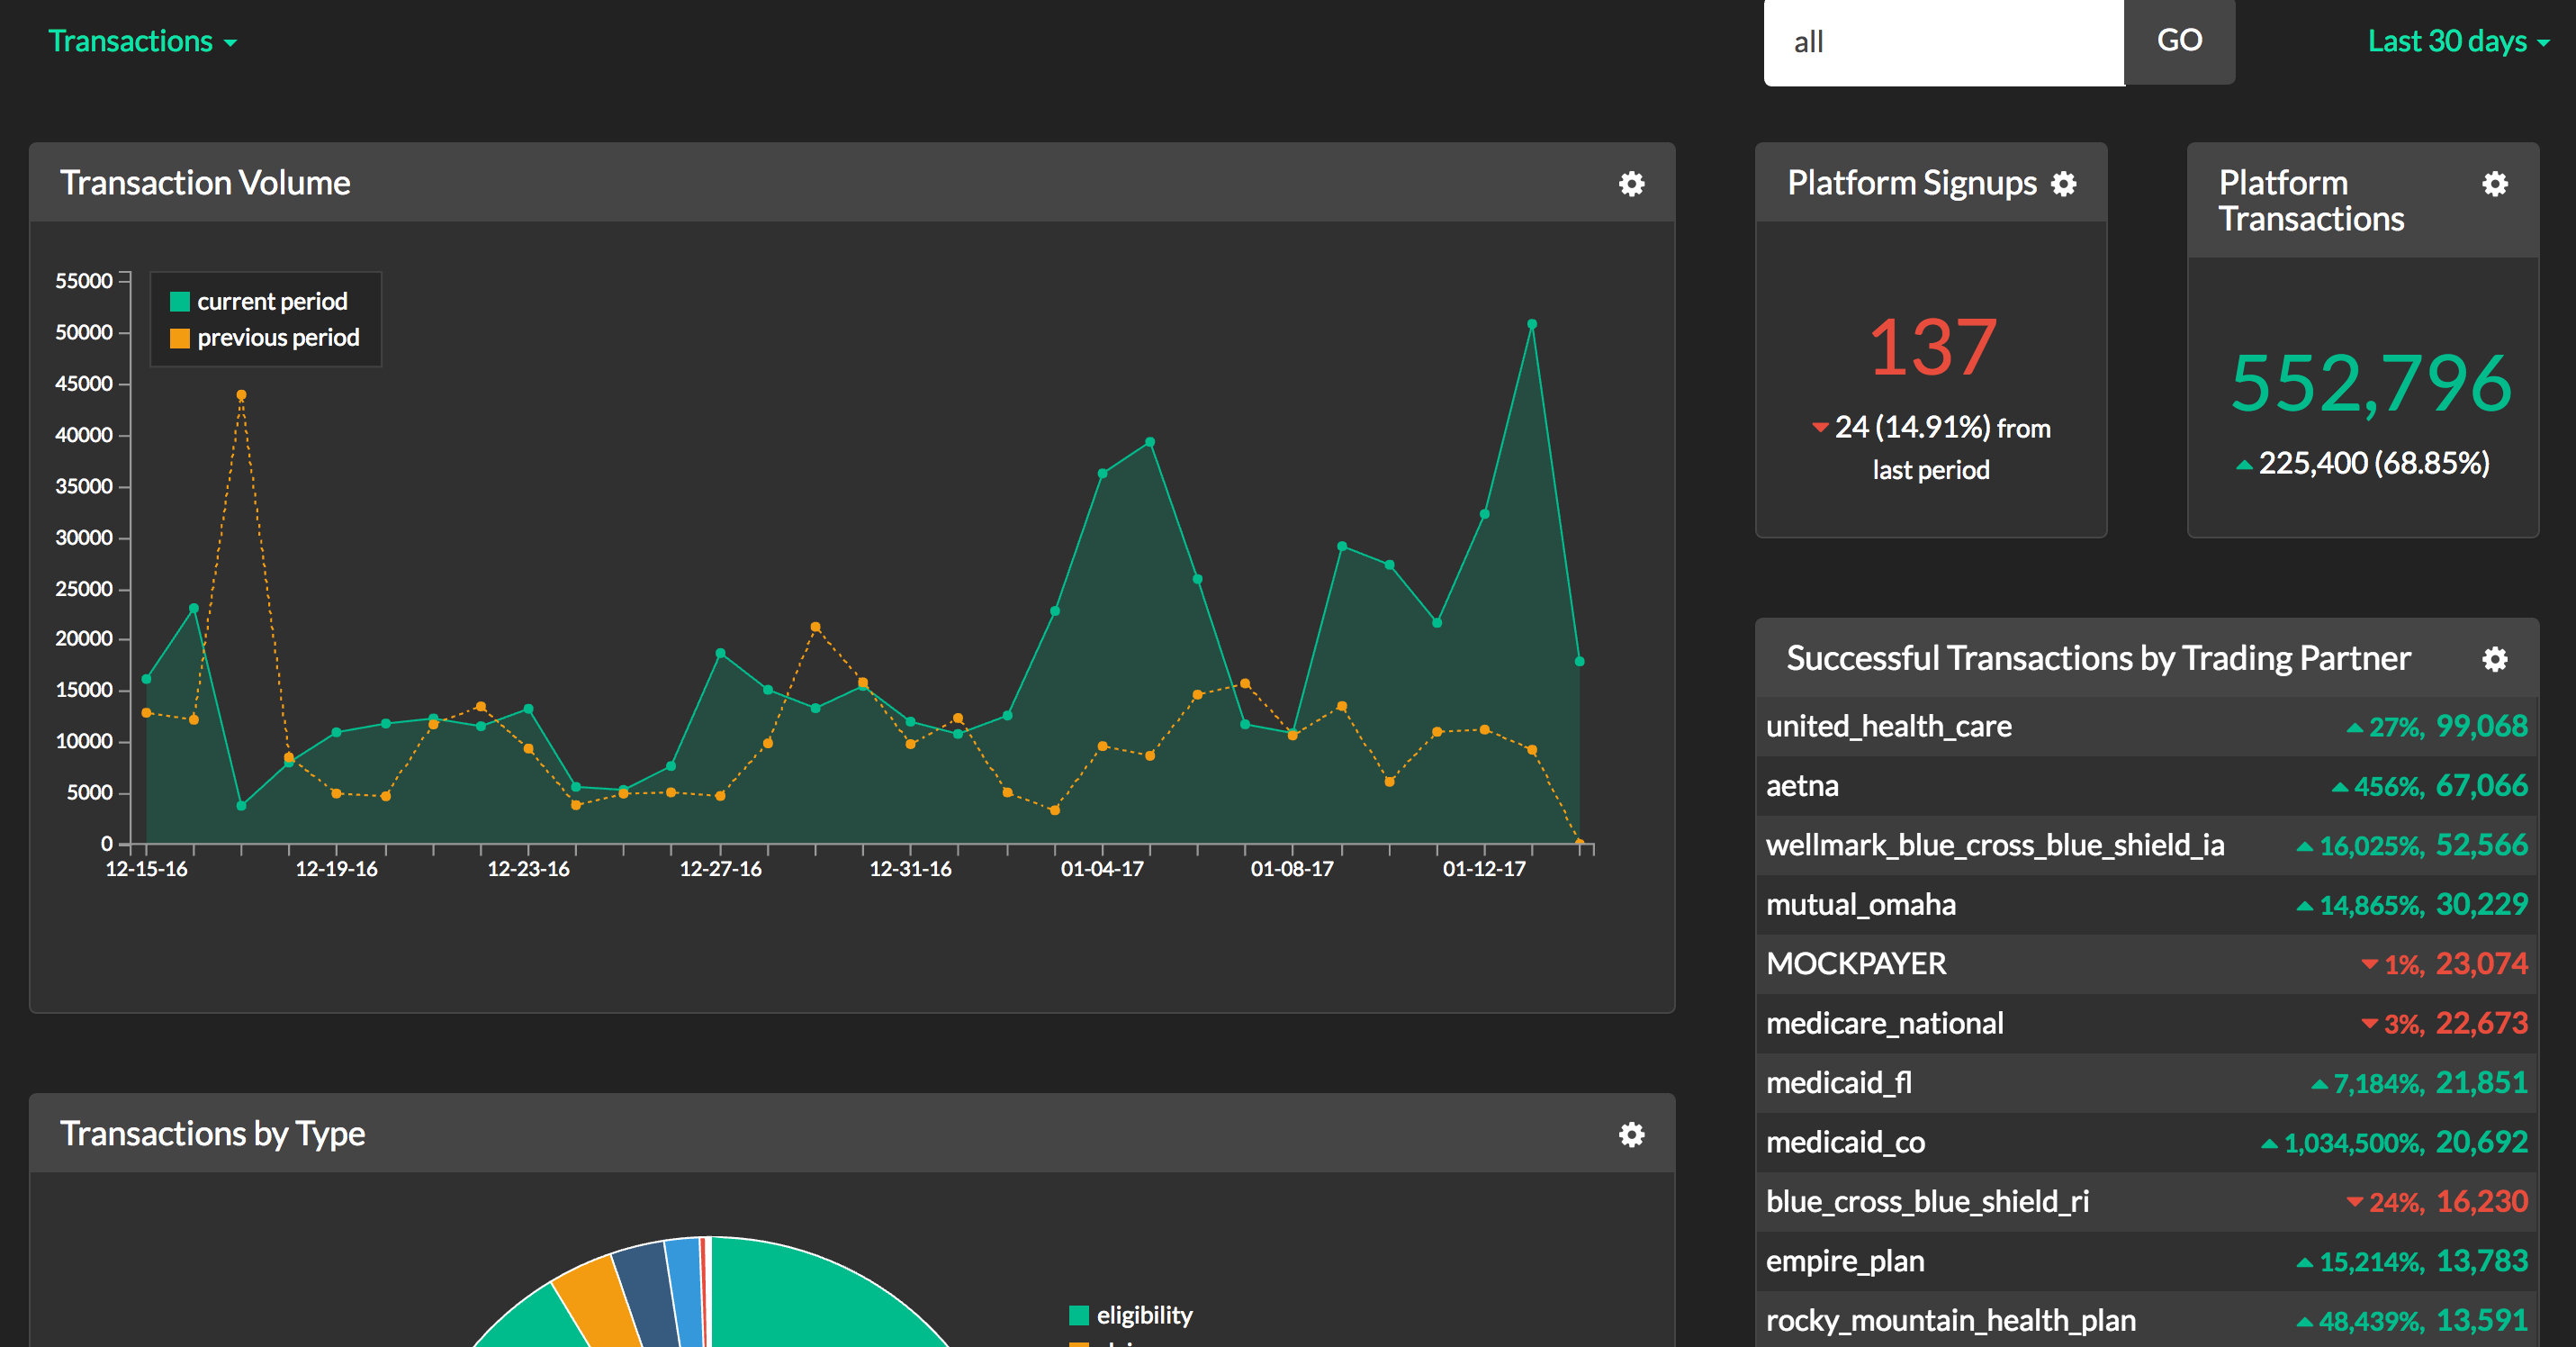 Transactions
all
GO
Last 30 days
Transaction Volume
55000
50000
45000
40000
35000
30000
25000
20000
15000
10000
5000
0
current period
previous period
12-15-16 12-19-16 12-23-16 12-27-16 12-31-16 01-04-17 01-08-17 01-12-17
Platform Signups
137
24 (14.91%) from
last period
Platform
Transactions
552,796
225,400 (68.85%)
Successful Transactions by Trading Partner
united_health_care 27%, 99,068
aetna 456%, 67,066
wellmark_blue_cross_blue_shield_ia 16,025%, 52,566
mutual_omaha 14,865%, 30,229
MOCKPAYER 1%, 23,074
medicare_national 3%, 22,673
medicaid_fl 7,184%, 21,851
medicaid_co 1,034,500%, 20,692
blue_cross_blue_shield_ri 24%, 16,230
empire_plan 15,214%, 13,783
rocky_mountain_health_plan 48,439%, 13,591
Transactions by Type
eligibility